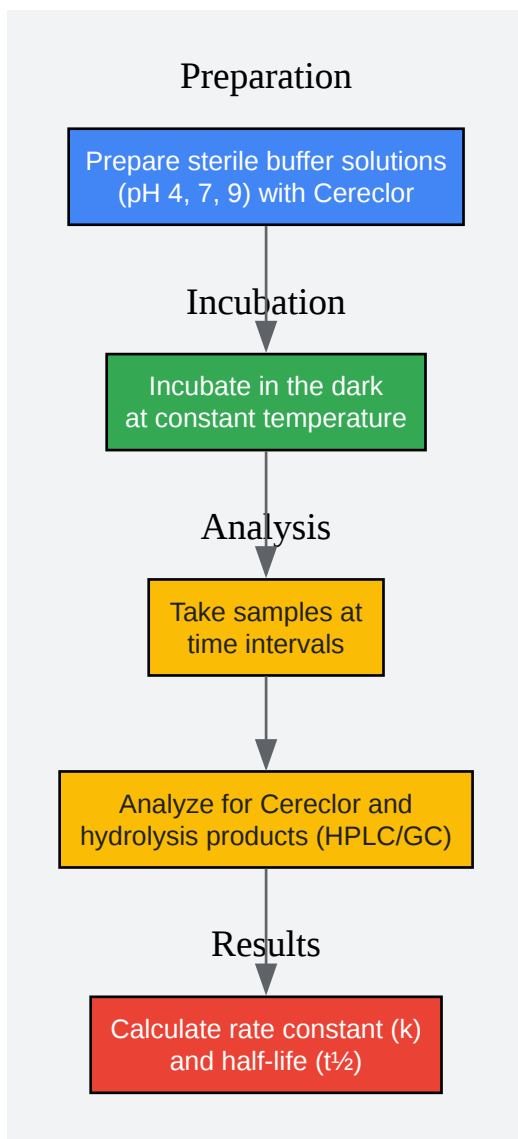 Preparation
Prepare sterile buffer solutions
(pH 4, 7, 9) with Cereclor
Incubation
Incubate in the dark
at constant temperature
Analysis
Take samples at
time intervals
Analyze for Cereclor and
hydrolysis products (HPLC/GC)
Results
Calculate rate constant (k)
and half-life (t½)